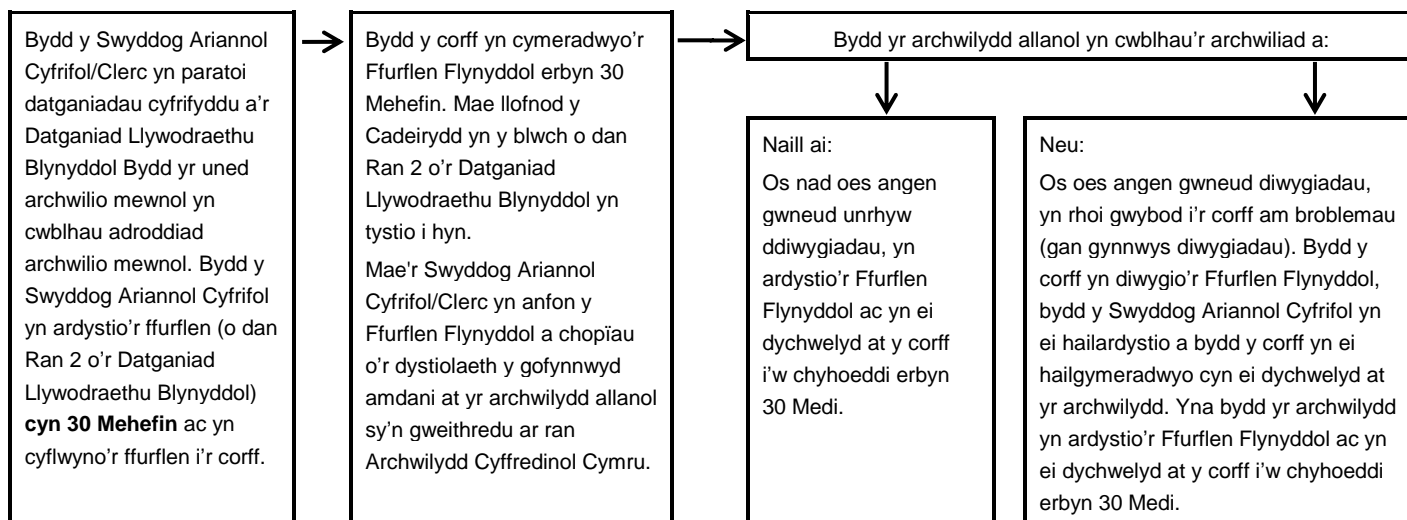 Bydd y Swyddog Ariannol
Cyfrifol/Clerc yn paratoi
datganiadau cyfrifyddu a'r
Datganiad Llywodraethu
Blynyddol Bydd yr uned
archwilio mewnol yn
cwblhau adroddiad
archwilio mewnol. Bydd y
Swyddog Ariannol Cyfrifol
yn ardystio’r ffurflen (o dan
Ran 2 o’r Datganiad
Llywodraethu Blynyddol)
cyn 30 Mehefin ac yn
cyflwyno’r ffurflen i’r corff.
Bydd y corff yn cymeradwyo’r
Ffurflen Flynyddol erbyn 30
Mehefin. Mae llofnod y
Cadeirydd yn y blwch o dan
Ran 2 o’r Datganiad
Llywodraethu Blynyddol yn
tystio i hyn.
Mae'r Swyddog Ariannol
Cyfrifol/Clerc yn anfon y
Ffurflen Flynyddol a chopïau
o’r dystiolaeth y gofynnwyd
amdani at yr archwilydd allanol
sy’n gweithredu ar ran
Archwilydd Cyffredinol Cymru.
Bydd yr archwilydd allanol yn cwblhau'r archwiliad a:
Naill ai:
Os nad oes angen
gwneud unrhyw
ddiwygiadau, yn
ardystio’r Ffurflen
Flynyddol ac yn ei
dychwelyd at y corff
i’w chyhoeddi erbyn
30 Medi.
Neu:
Os oes angen gwneud diwygiadau,
yn rhoi gwybod i’r corff am broblemau
(gan gynnwys diwygiadau). Bydd y
corff yn diwygio’r Ffurflen Flynyddol,
bydd y Swyddog Ariannol Cyfrifol yn
ei hailardystio a bydd y corff yn ei
hailgymeradwyo cyn ei dychwelyd at
yr archwilydd. Yna bydd yr archwilydd
yn ardystio’r Ffurflen Flynyddol ac yn
ei dychwelyd at y corff i’w chyhoeddi
erbyn 30 Medi.